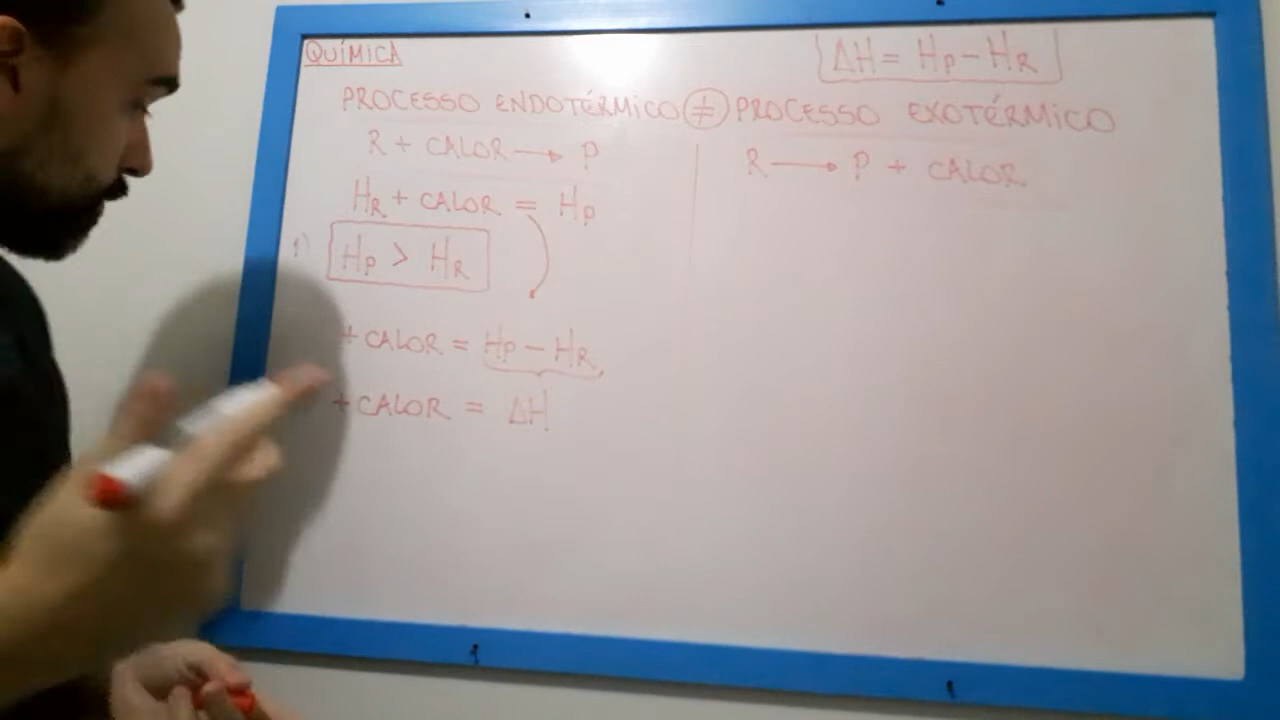 QUÍMICA
ΔH = HP - HR
PROCESSO ENDOTÉRMICO ≠ PROCESSO EXOTÉRMICO
R + CALOR → P
HR + CALOR = HP
1) HP > HR
+ CALOR = HP - HR
+ CALOR = ΔH
R → P + CALOR